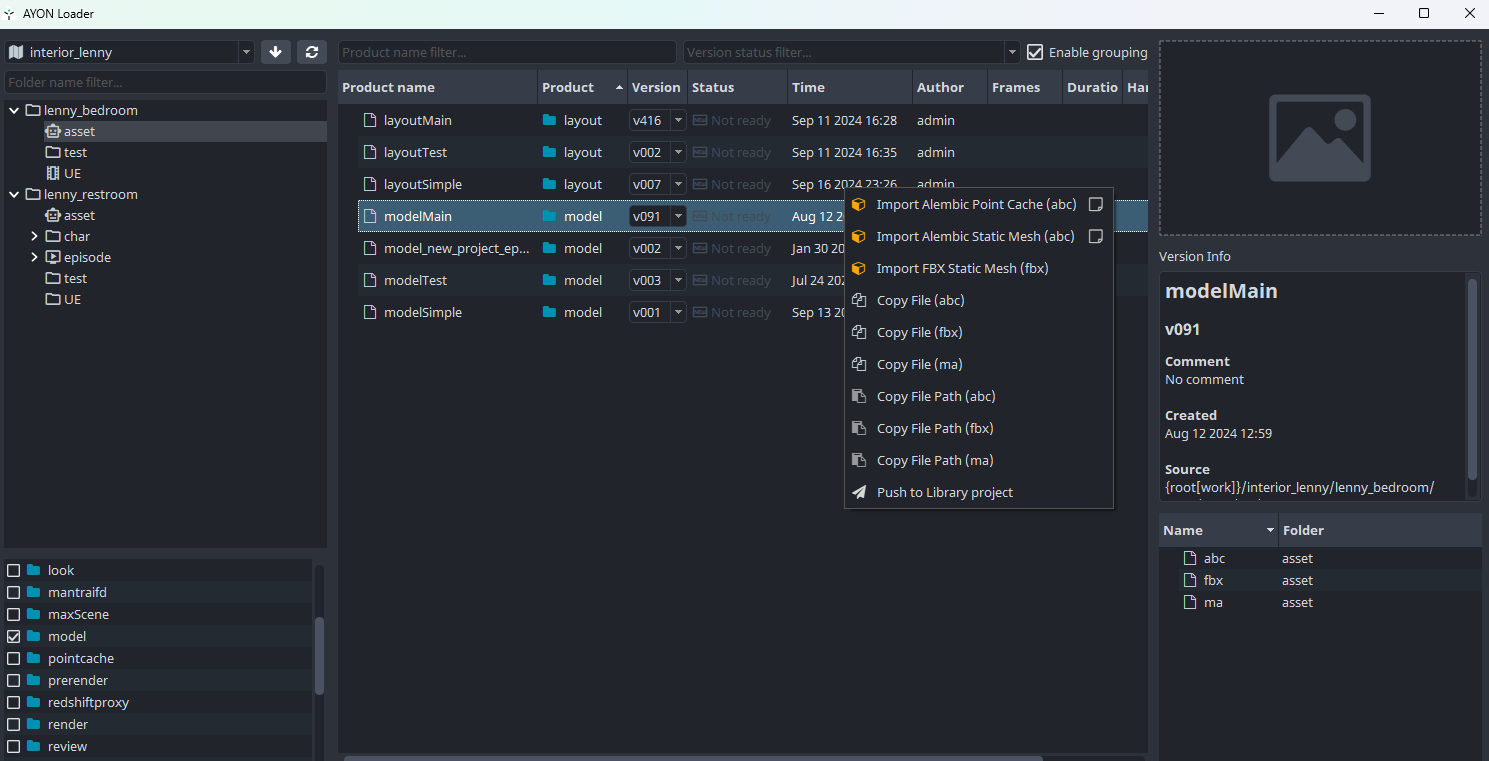 AYON Loader
interior_lenny
Folder name filter...
lenny_bedroom
asset
test
UE
lenny_restroom
asset
char
episode
test
UE
look
mantraifd
maxScene
model
pointcache
prerender
redshiftproxy
render
review
Product name filter...
Version status filter...
Enable grouping
Product name Product Version Status Time Author Frames Duratio Har
layoutMain layout v416 Not ready Sep 11 2024 16:28 admin
layoutTest layout v002 Not ready Sep 11 2024 16:35 admin
layoutSimple layout v007 Not ready Sep 16 2024 23:26 admin
modelMain model v091 Not ready Aug 12 2
model_new_project_ep... model v002 Not ready Jan 30 20
modelTest model v003 Not ready Jul 24 202
modelSimple model v001 Not ready Sep 13 20
Import Alembic Point Cache (abc)
Import Alembic Static Mesh (abc)
Import FBX Static Mesh (fbx)
Copy File (abc)
Copy File (fbx)
Copy File (ma)
Copy File Path (abc)
Copy File Path (fbx)
Copy File Path (ma)
Push to Library project
Version Info
modelMain
v091
Comment
No comment
Created
Aug 12 2024 12:59
Source
{root[work]}/interior_lenny/lenny_bedroom/
Name Folder
abc asset
fbx asset
ma asset